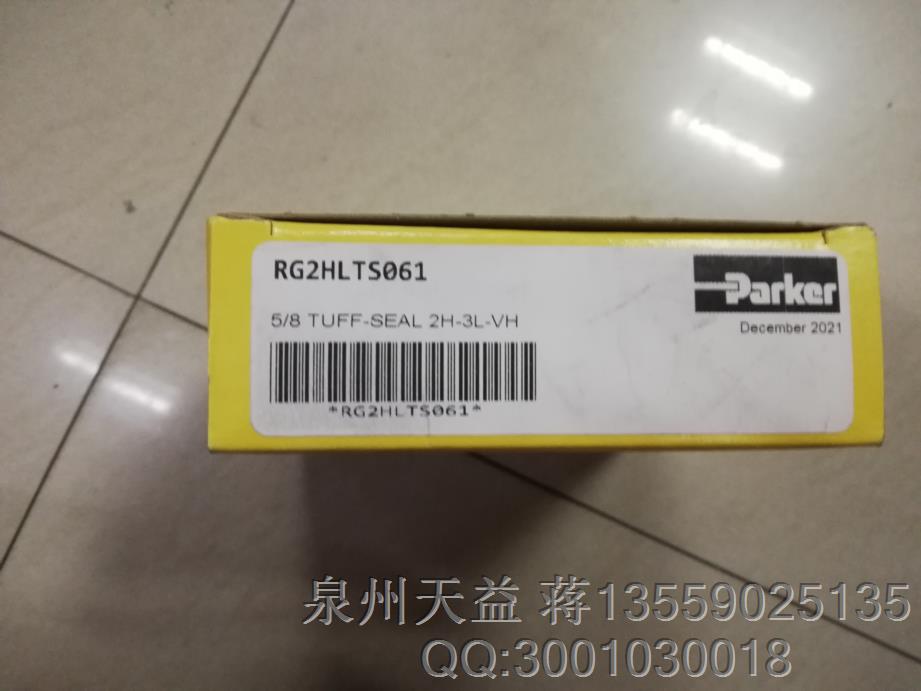 RG2HLTS061
Parker
December 2021
5/8 TUFF-SEAL 2H-3L-VH
*RG2HLTS061*
泉州天益 蒋13559025135
QQ:3001030018